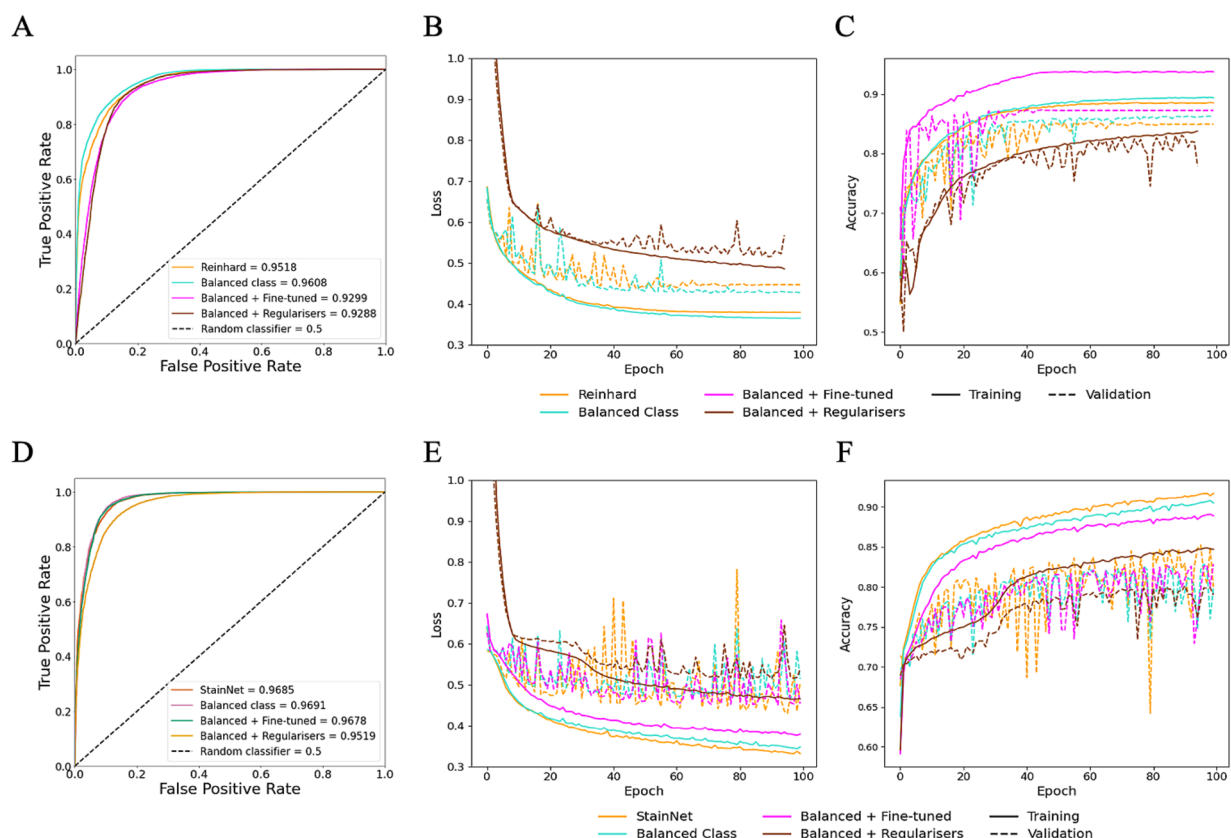 A
True Positive Rate
1.0
0.8
0.6
0.4
0.2
0.0
Reinhard = 0.9518
Balanced class = 0.9608
Balanced + Fine-tuned = 0.9299
Balanced + Regularisers = 0.9288
Random classifier = 0.5
0.0 0.2 0.4 0.6 0.8 1.0
False Positive Rate
B
Loss
1.0
0.9
0.8
0.7
0.6
0.5
0.4
0.3
0 20 40 60 80 100
Epoch
C
Accuracy
0.9
0.8
0.7
0.6
0.5
0 20 40 60 80 100
Epoch
Reinhard Balanced + Fine-tuned Training Validation
Balanced Class Balanced + Regularisers
D
True Positive Rate
1.0
0.8
0.6
0.4
0.2
0.0
StainNet = 0.9685
Balanced class = 0.9691
Balanced + Fine-tuned = 0.9678
Balanced + Regularisers = 0.9519
Random classifier = 0.5
0.0 0.2 0.4 0.6 0.8 1.0
False Positive Rate
E
Loss
1.0
0.9
0.8
0.7
0.6
0.5
0.4
0.3
0 20 40 60 80 100
Epoch
F
Accuracy
0.90
0.85
0.80
0.75
0.70
0.65
0.60
0 20 40 60 80 100
Epoch
StainNet Balanced + Fine-tuned Training
Balanced Class Balanced + Regularisers Validation